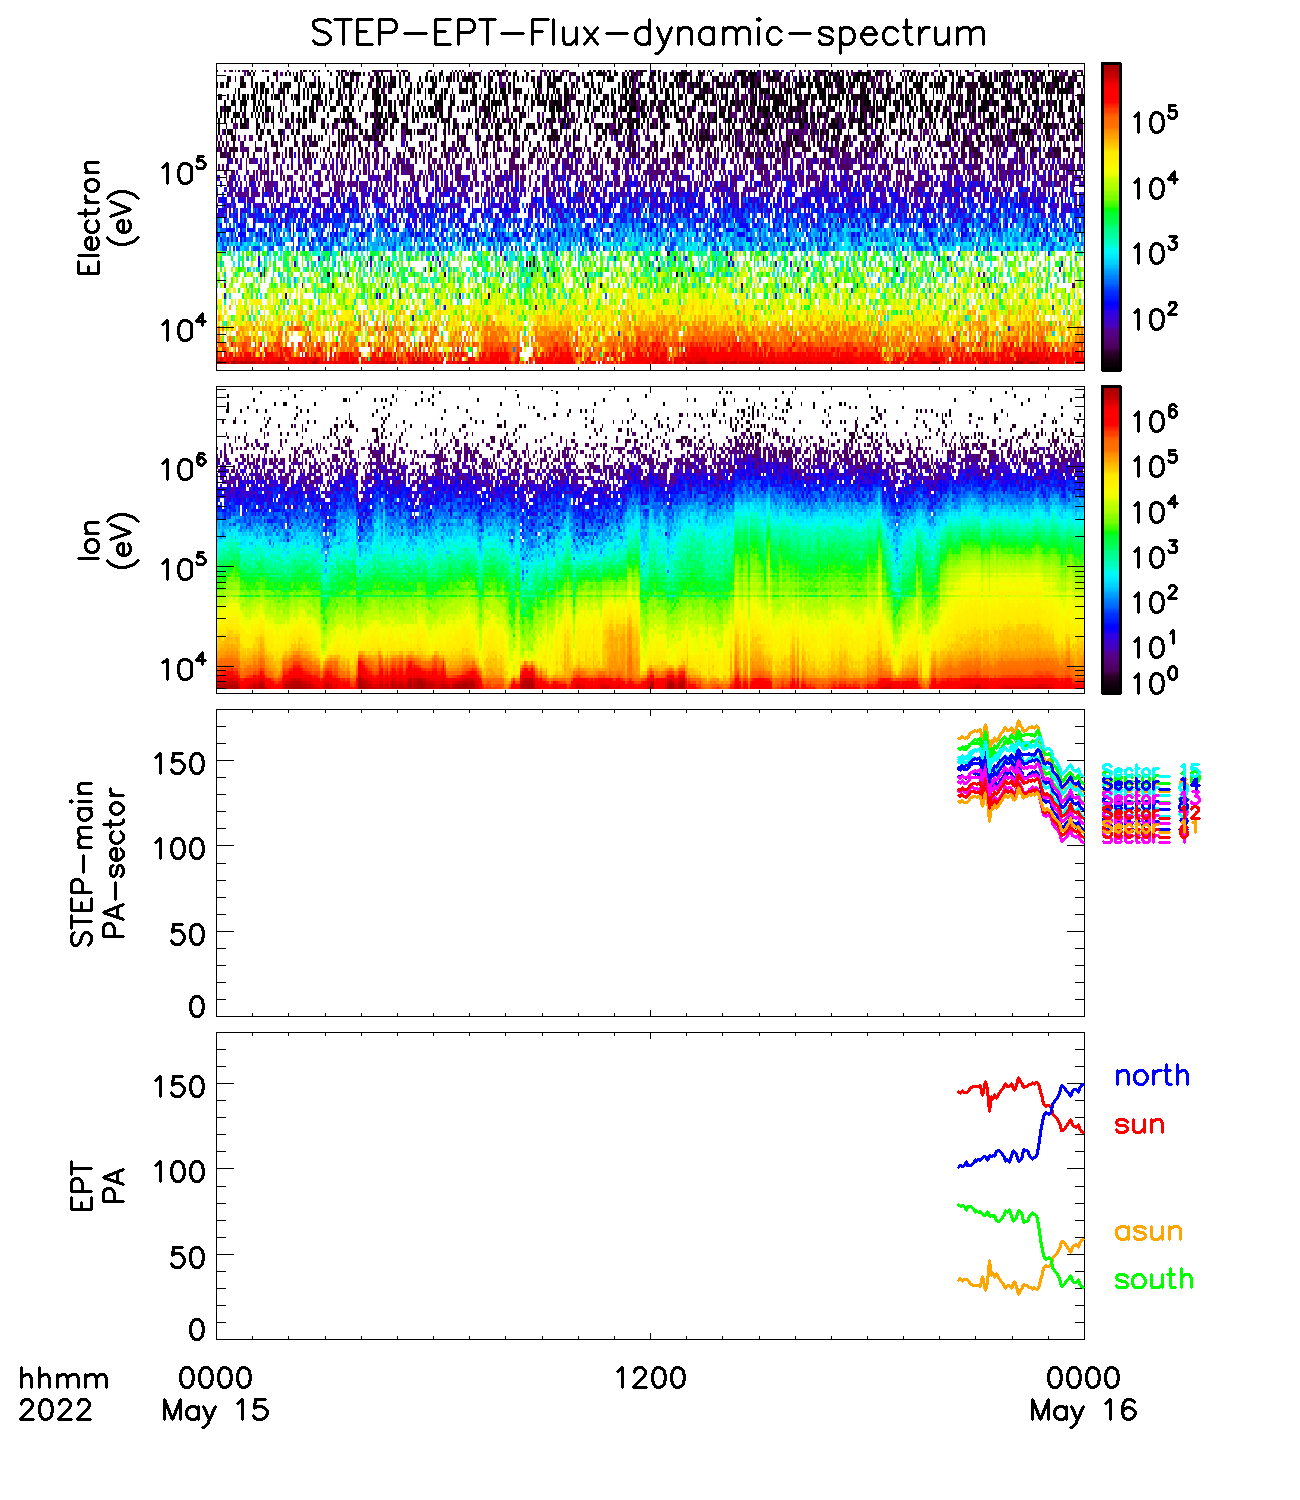 STEP-EPT-Flux-dynamic-spectrum
Electron
(eV)
10^5
10^4
10^5
10^4
10^3
10^2
Ion
(eV)
10^6
10^5
10^4
10^6
10^5
10^4
10^3
10^2
10^1
10^0
STEP-main
PA-sector
150
100
50
0
Sector 15
EPT
PA
150
100
50
0
north
sun
asun
south
hhmm
2022
0000
May 15
1200
0000
May 16